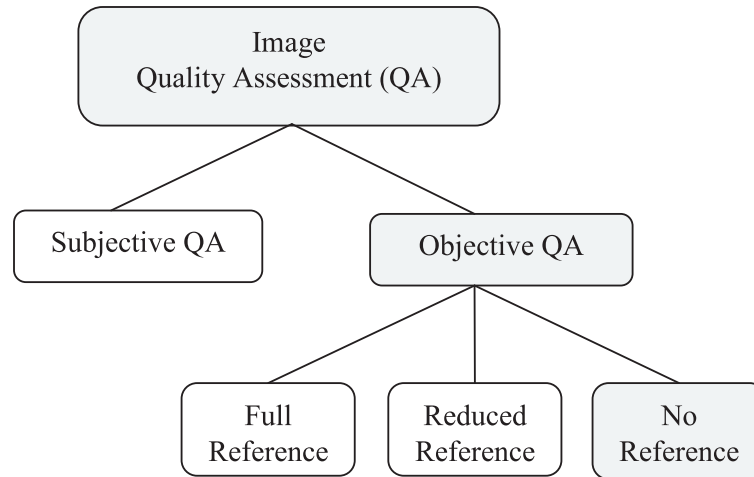 Image
Quality Assessment (QA)
Subjective QA
Objective QA
Full
Reference
Reduced
Reference
No
Reference